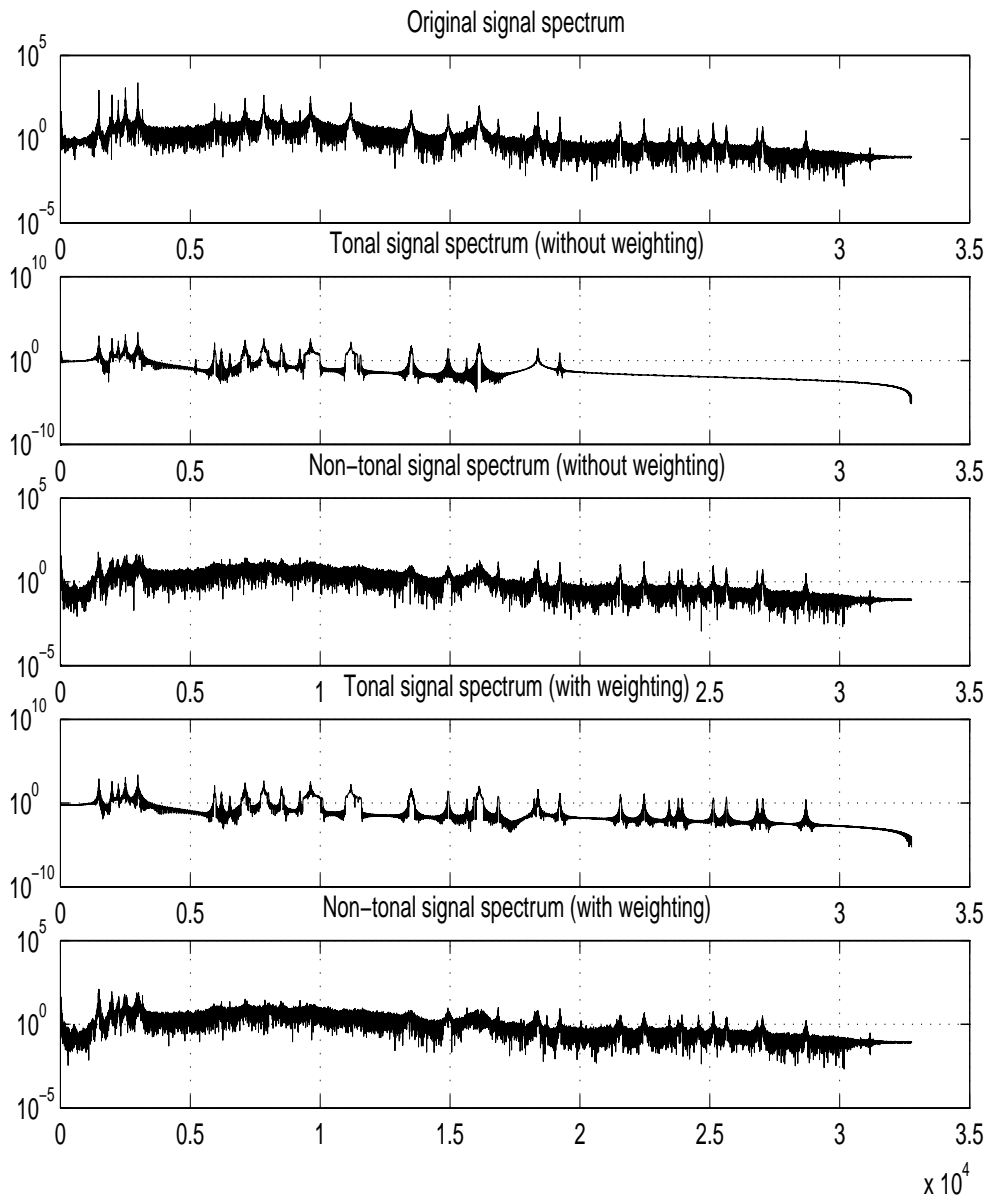 Original signal spectrum
10^5
10^0
10^−5
0 0.5 3 3.5
Tonal signal spectrum (without weighting)
10^10
10^0
10^−10
0 0.5 3 3.5
Non−tonal signal spectrum (without weighting)
10^5
10^0
10^−5
0 0.5 1 2.5 3 3.5
Tonal signal spectrum (with weighting)
10^10
10^0
10^−10
0 0.5 3 3.5
Non−tonal signal spectrum (with weighting)
10^5
10^0
10^−5
0 0.5 1 1.5 2 2.5 3 3.5
x 10^4